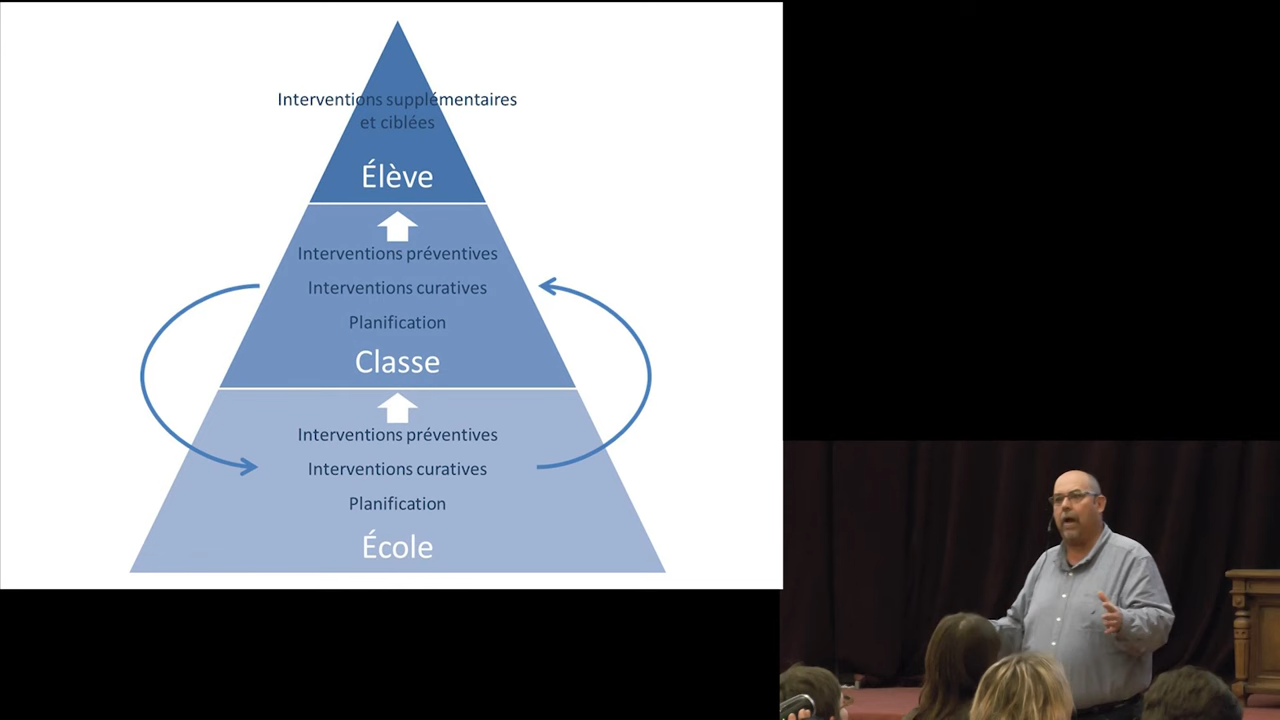 Interventions supplémentaires
et ciblées
Élève
Interventions préventives
Interventions curatives
Planification
Classe
Interventions préventives
Interventions curatives
Planification
École